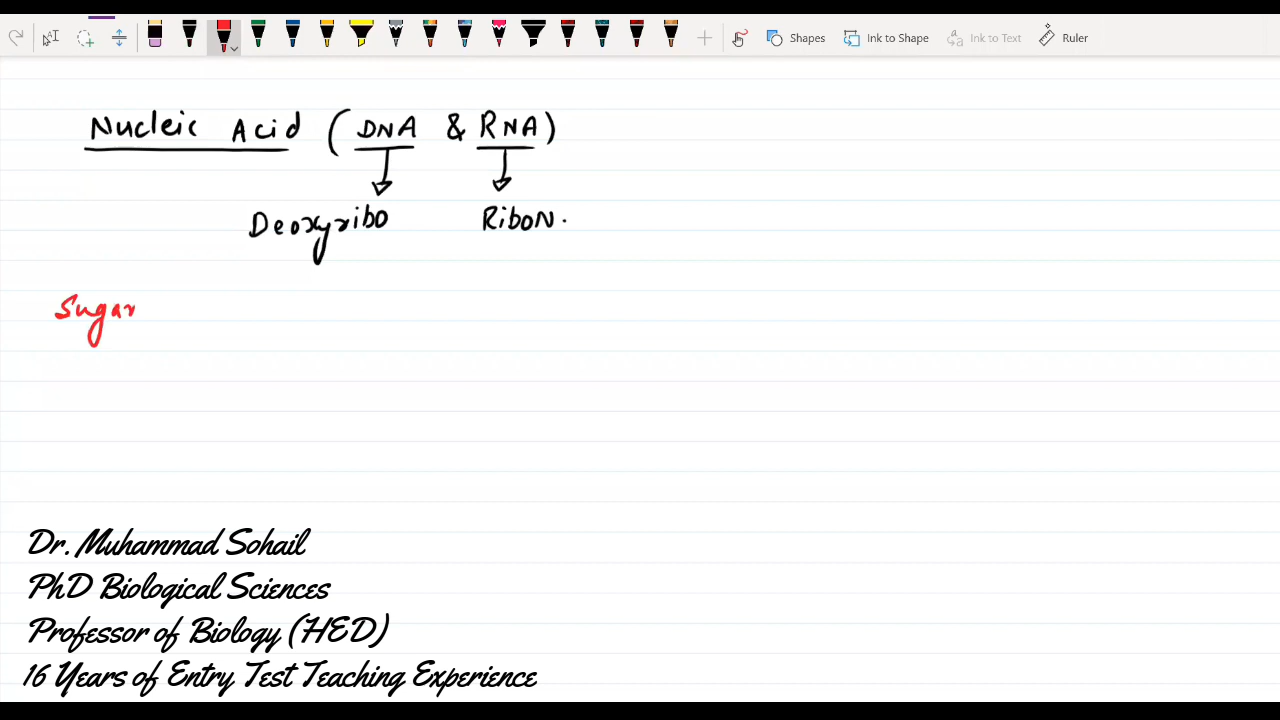 Ink to Shape
Ink to Text
Shapes
Ruler
Nucleic Acid (DNA & RNA)
Deoxyribo RiboN.
Sugar
Dr. Muhammad Sohail
PhD Biological Sciences
Professor of Biology (HED)
16 Years of Entry Test Teaching Experience